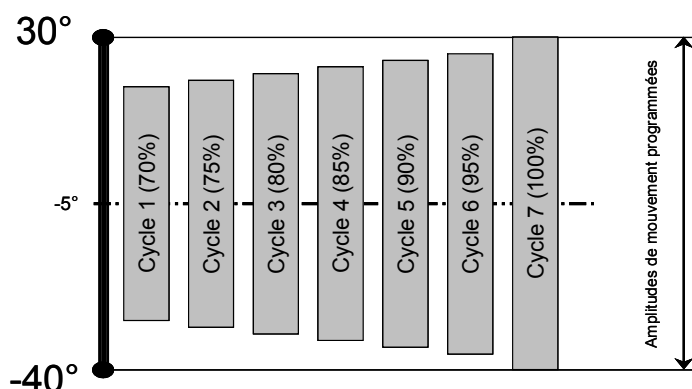 30°
-5°
-40°
Cycle 1 (70%)
Cycle 2 (75%)
Cycle 3 (80%)
Cycle 4 (85%)
Cycle 5 (90%)
Cycle 6 (95%)
Cycle 7 (100%)
Amplitudes de mouvement programmées